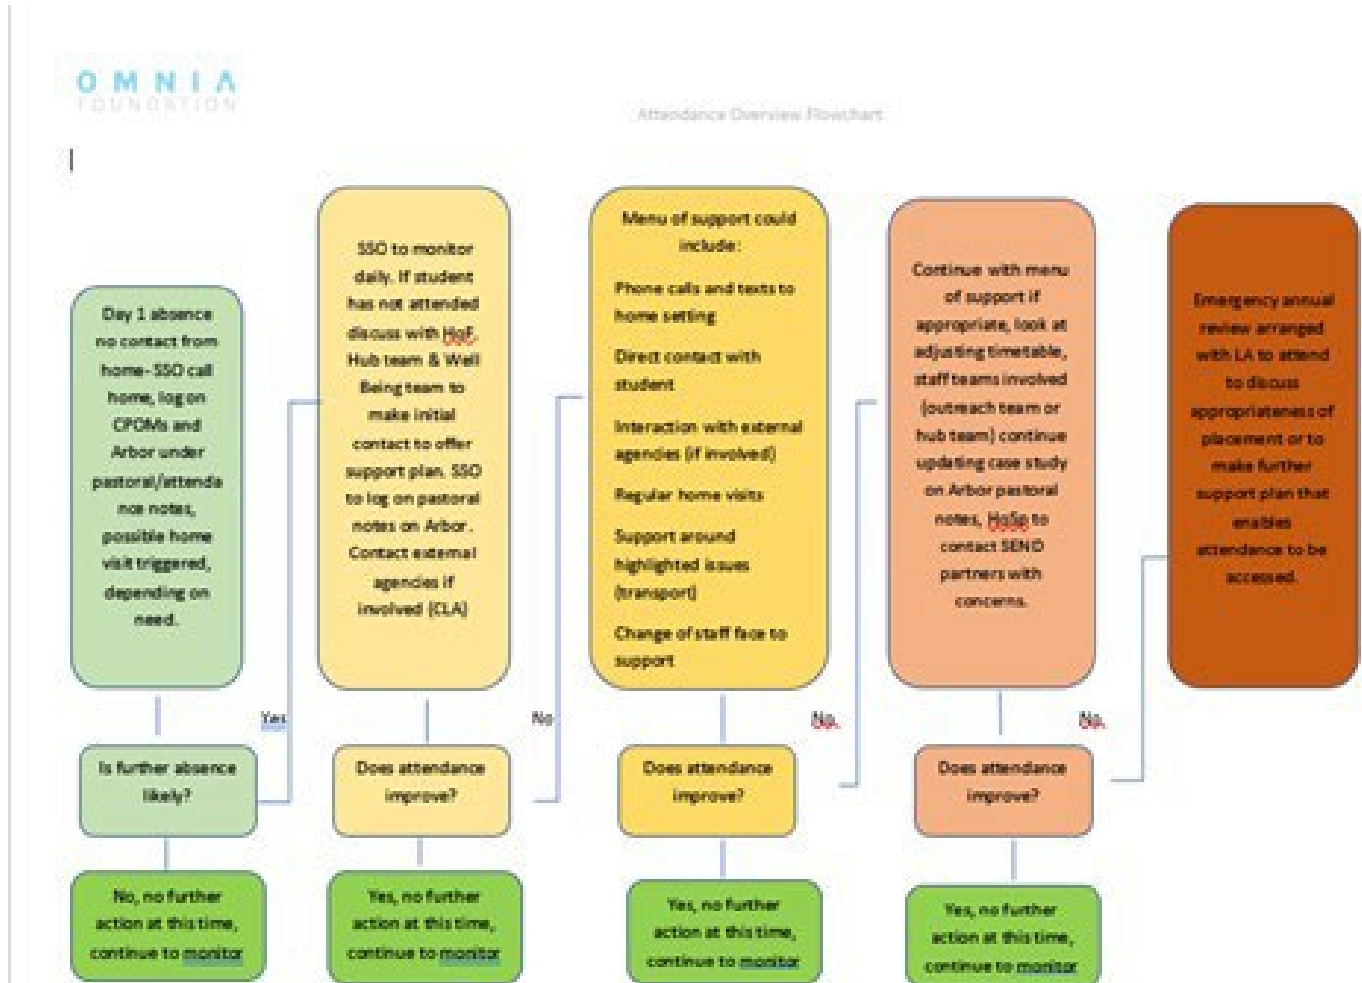 OMNIA
FOUNDATION
Attendance Overview Flowchart
Day 1 absence
no contact from
home- SSO call
home, log on
CPOMs and
Arbor under
pastoral/attenda
nce notes,
possible home
visit triggered,
depending on
need.
SSO to monitor
daily. If student
has not attended
discuss with HoF.
Hub team & Well
Being team to
make initial
contact to offer
support plan. SSO
to log on pastoral
notes on Arbor.
Contact external
agencies if
involved (CLA)
Menu of support could
include:
Phone calls and texts to
home setting
Direct contact with
student
Interaction with external
agencies (if involved)
Regular home visits
Support around
highlighted issues
(transport)
Change of staff face to
support
Continue with menu
of support if
appropriate, look at
adjusting timetable,
staff teams involved
(outreach team or
hub team) continue
updating case study
on Arbor pastoral
notes, HoSp to
contact SEND
partners with
concerns.
Emergency annual
review arranged
with LA to attend
to discuss
appropriateness of
placement or to
make further
support plan that
enables
attendance to be
accessed.
Yes
No
No.
No.
Is further absence
likely?
Does attendance
improve?
Does attendance
improve?
Does attendance
improve?
No, no further
action at this time,
continue to monitor
Yes, no further
action at this time,
continue to monitor
Yes, no further
action at this time,
continue to monitor
Yes, no further
action at this time,
continue to monitor